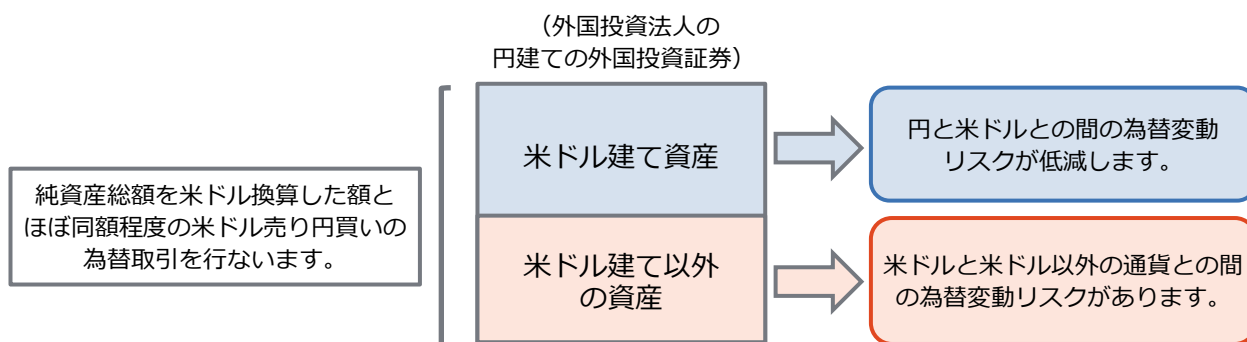 （外国投資法人の
円建ての外国投資証券）
純資産総額を米ドル換算した額と
ほぼ同額程度の米ドル売り円買いの
為替取引を行ないます。
米ドル建て資産
円と米ドルとの間の為替変動
リスクが低減します。
米ドル建て以外
の資産
米ドルと米ドル以外の通貨との間
の為替変動リスクがあります。